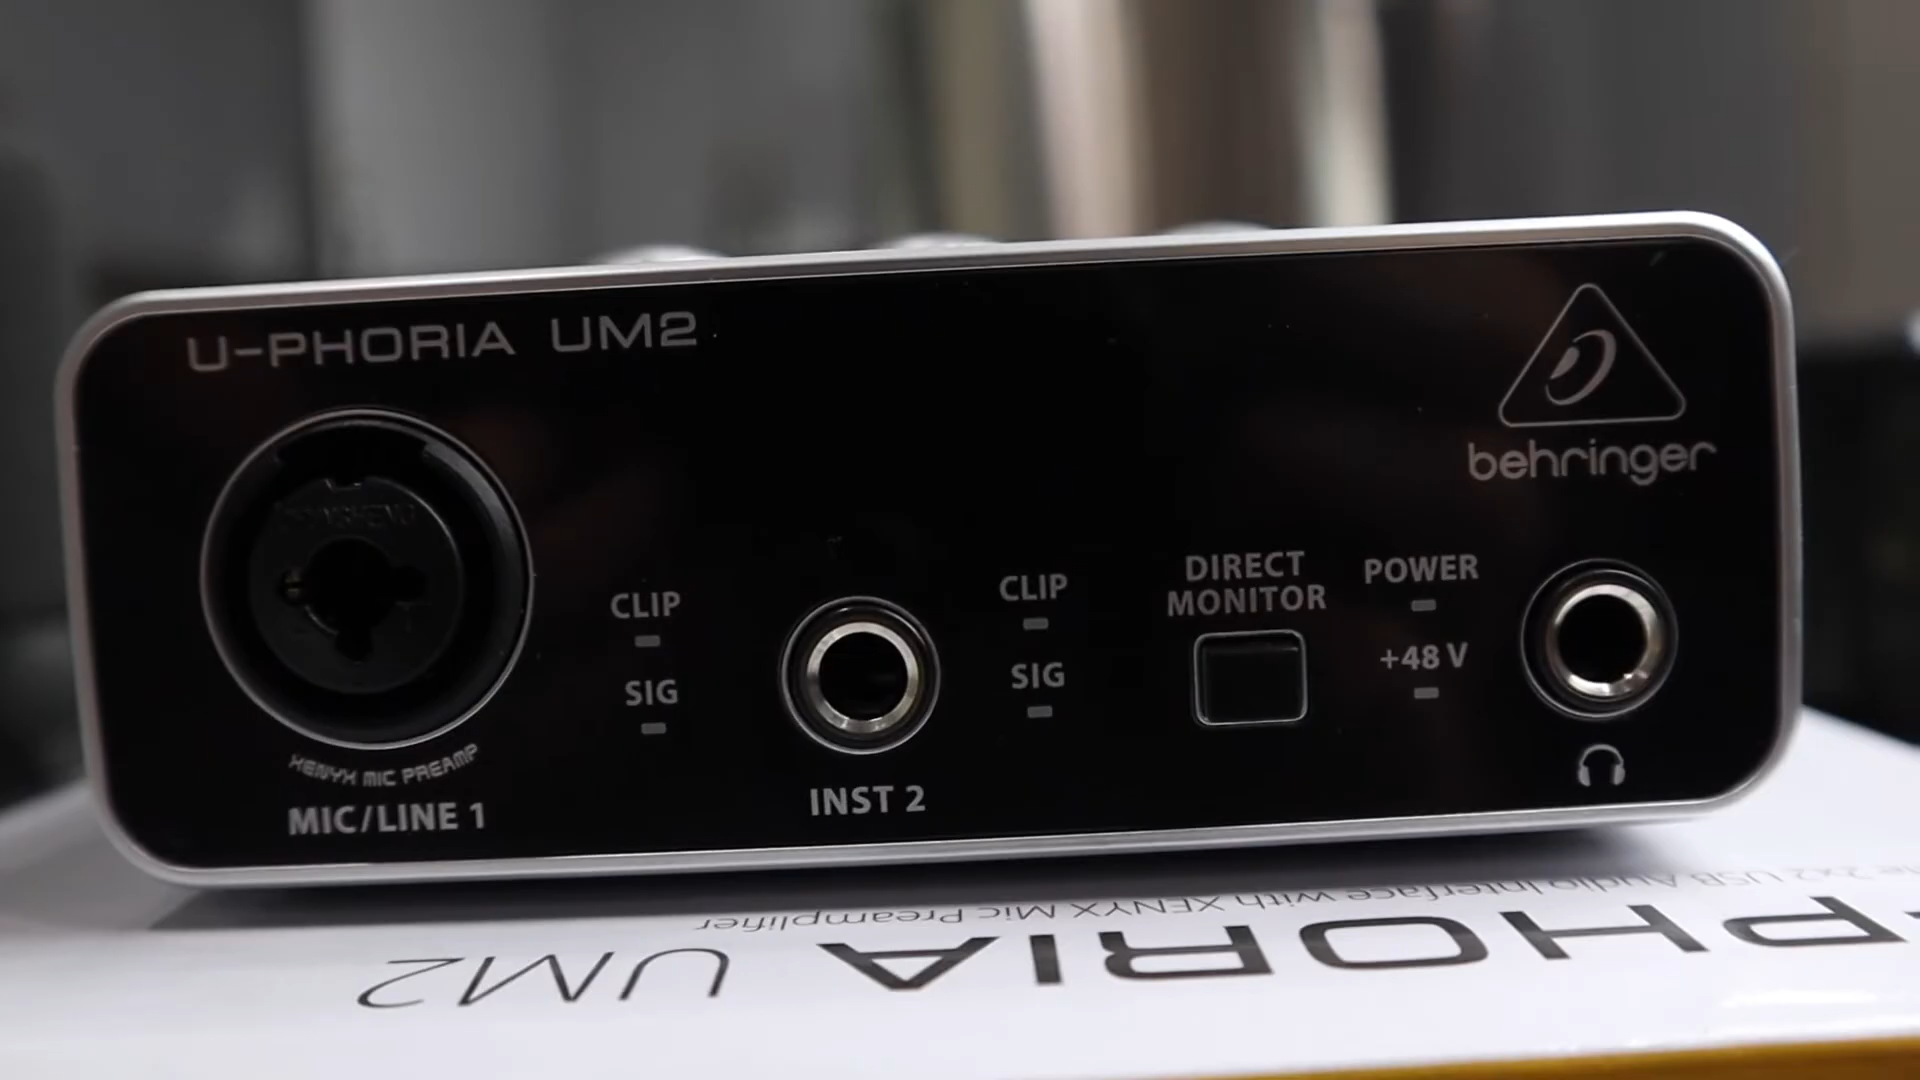 U-PHORIA UM2
behringer
CLIP
SIG
XENYX MIC PREAMP
MIC/LINE 1
INST 2
CLIP
SIG
DIRECT
MONITOR
POWER
+48 V
2x2 USB Audio Interface with XENYX Mic Preamplifier
-PHORIA UM2